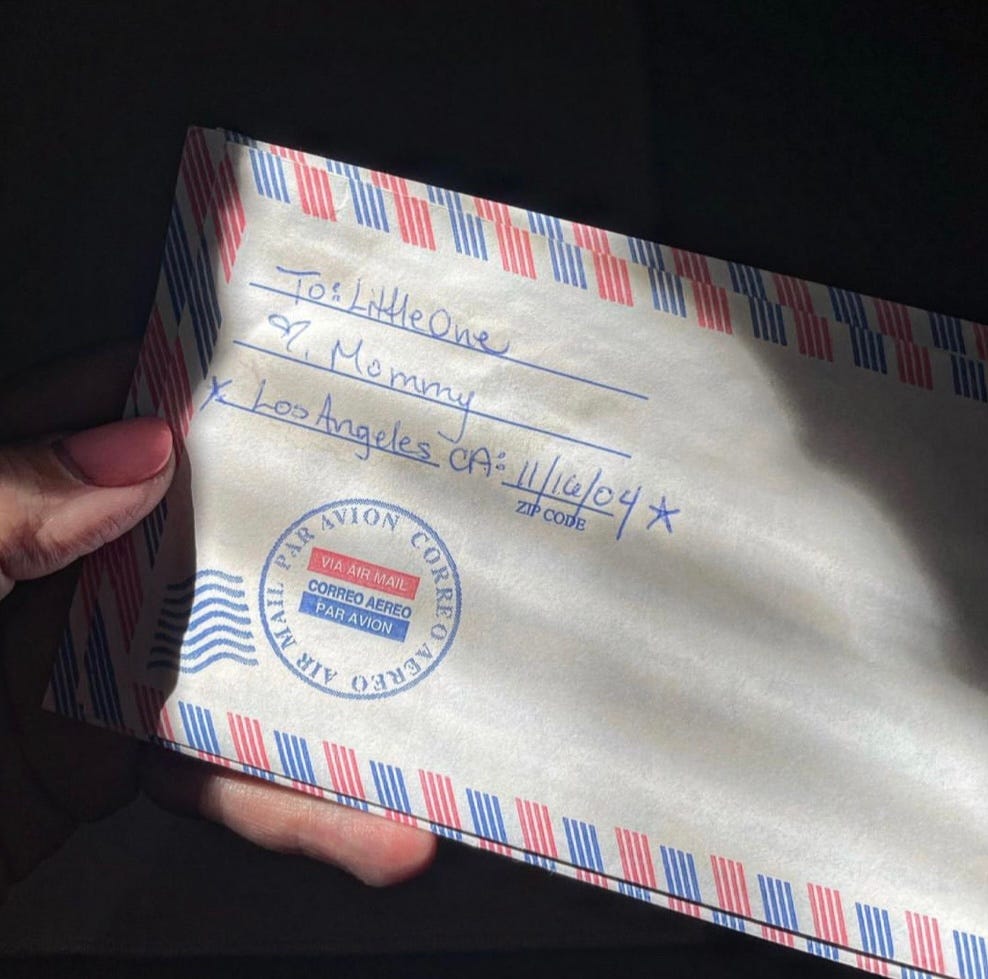 To: Little One
♡, Mommy
* Los Angeles CA: 11/16/04 *
ZIP CODE
PAR AVION CORREO AEREO AIR MAIL
VIA AIR MAIL
CORREO AEREO
PAR AVION